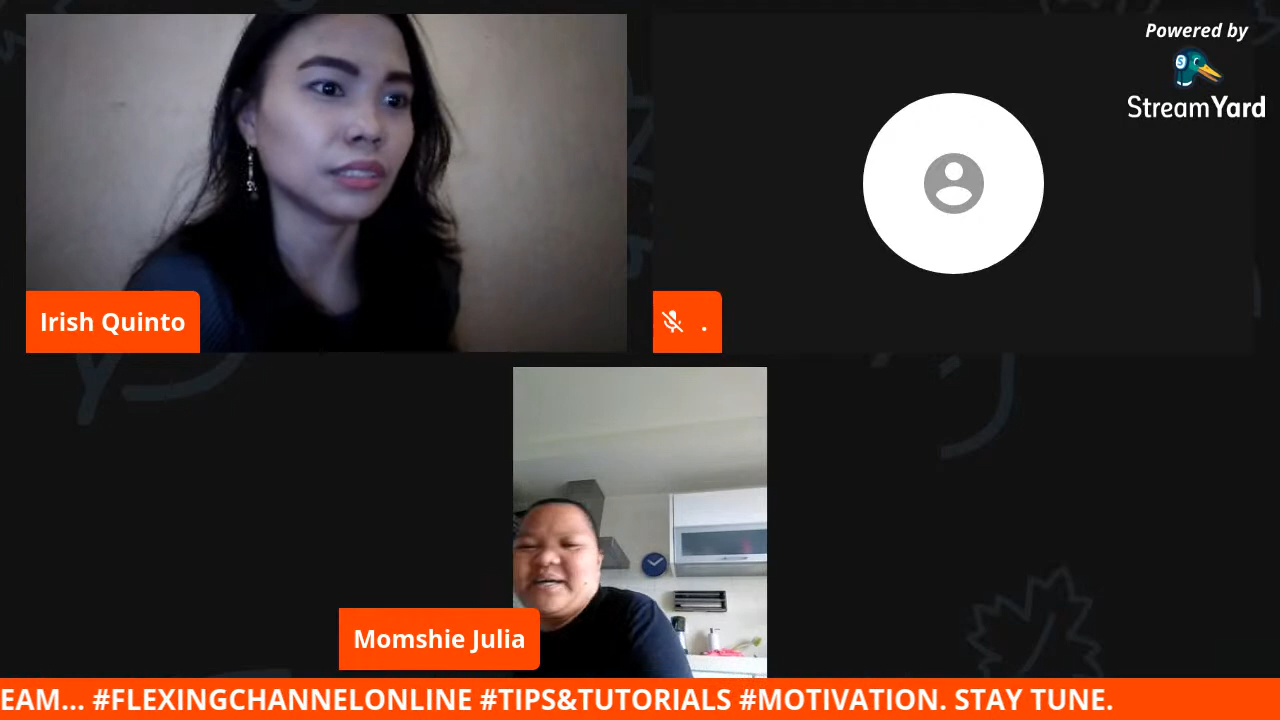 Powered by
StreamYard
Irish Quinto
.
Momshie Julia
EAM... #FLEXINGCHANNELONLINE #TIPS&TUTORIALS #MOTIVATION. STAY TUNE.